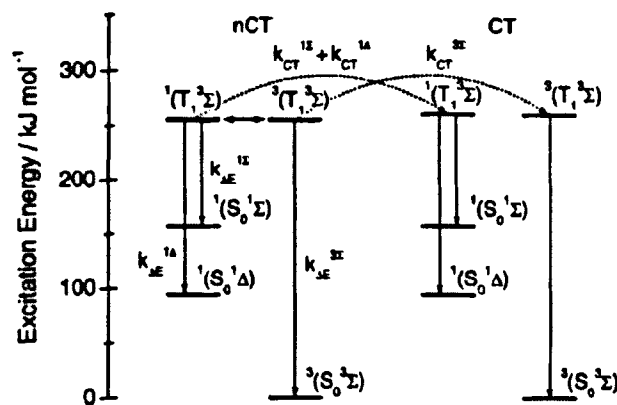 nCT
CT
k_CT^1Σ + k_CT^1Δ
k_CT^3Σ
300
200
100
0
Excitation Energy / kJ mol⁻¹
¹(T₁³Σ)
³(T₁³Σ)
¹(T₁³Σ)
³(T₁³Σ)
k_ΔE^1Σ
¹(S₀¹Σ)
¹(S₀¹Σ)
k_ΔE^1Δ
k_ΔE^3Σ
¹(S₀¹Δ)
¹(S₀¹Δ)
³(S₀³Σ)
³(S₀³Σ)